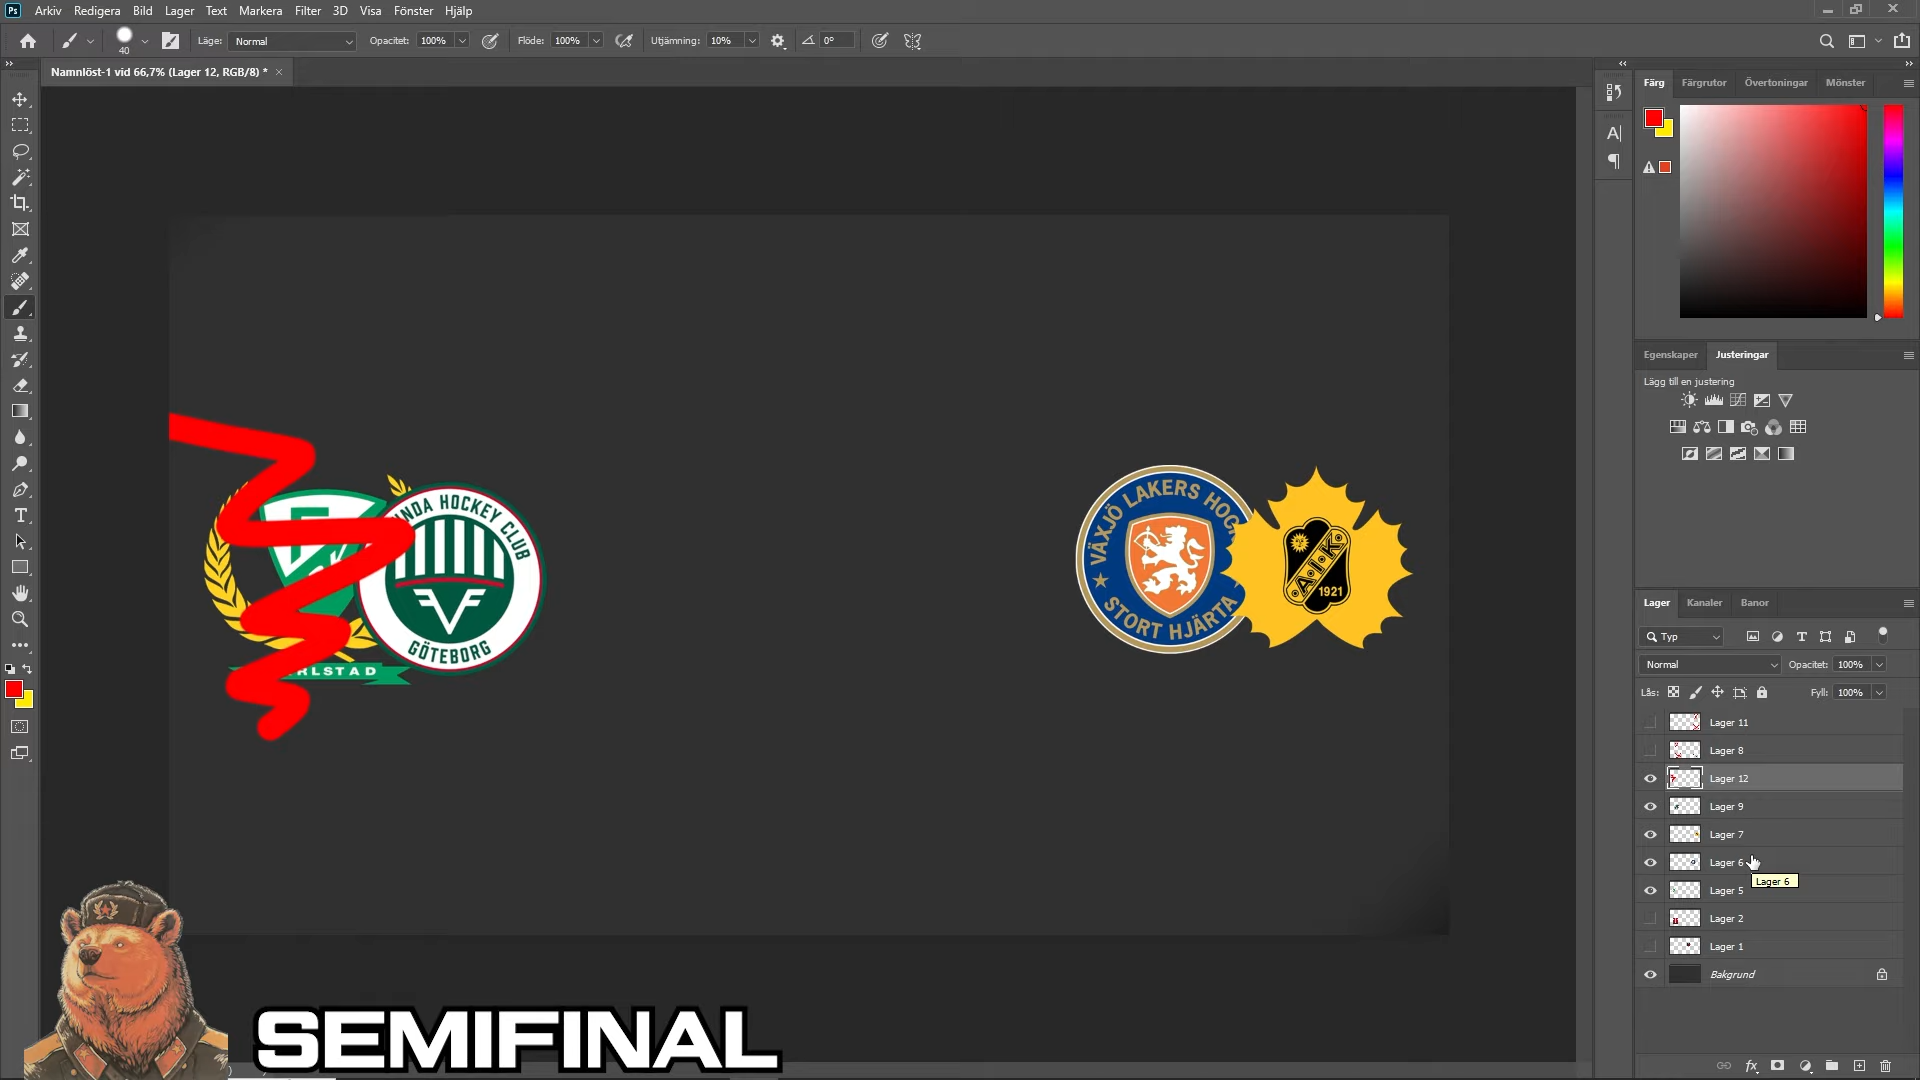 Ps Arkiv Redigera Bild Lager Text Markera Filter 3D Visa Fönster Hjälp
40 Läge: Normal Opacitet: 100% Flöde: 100% Utjämning: 10% 0°
Namnlöst-1 vid 66,7% (Lager 12, RGB/8) *
Färg Färgrutor Övertoningar Mönster
Egenskaper Justeringar
Lägg till en justering
VÄXJÖ LAKERS HOC
STORT HJÄRTA
A·I·K
1921
NDA HOCKEY CLUB
GÖTEBORG
RLSTAD
Lager Kanaler Banor
Typ
Normal Opacitet: 100%
Lås: Fyll: 100%
Lager 11
Lager 8
Lager 12
Lager 9
Lager 7
Lager 6
Lager 6
Lager 5
Lager 2
Lager 1
Bakgrund
fx
SEMIFINAL